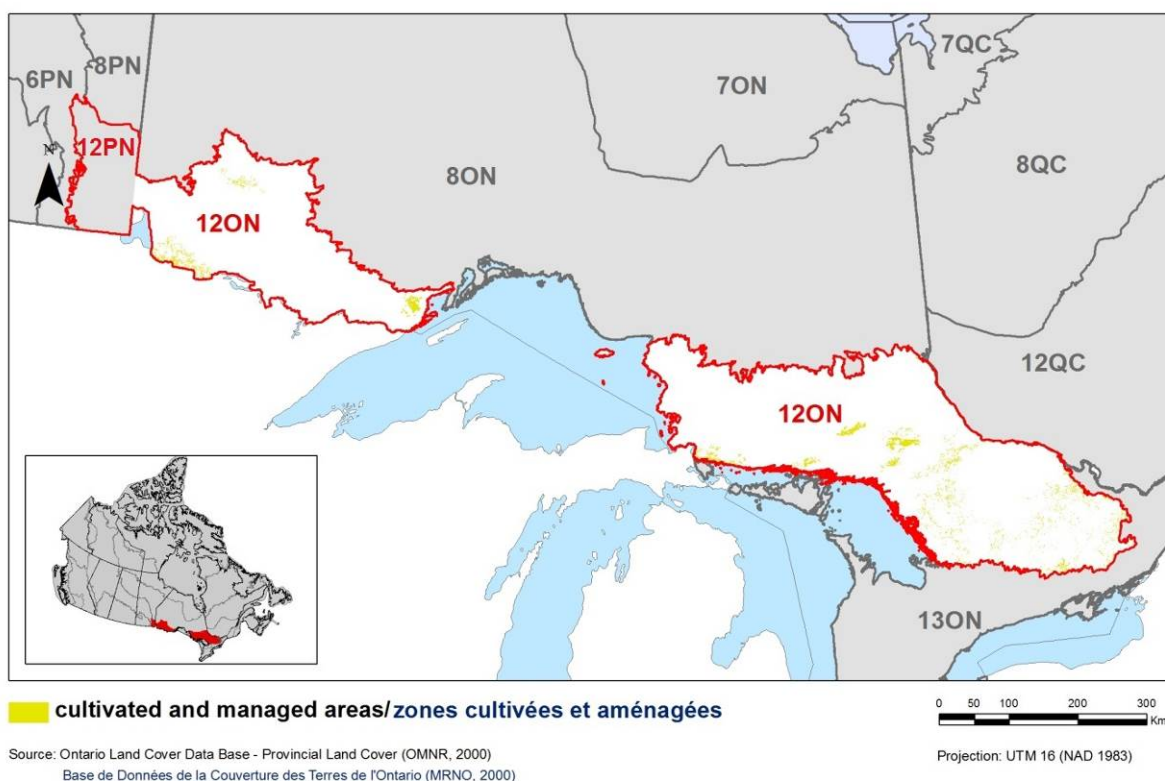 7QC
8PN
6PN
7ON
12PN
N
8QC
8ON
12ON
12QC
12ON
13ON
cultivated and managed areas/zones cultivées et aménagées
0 50 100 200 300
Km
Source: Ontario Land Cover Data Base - Provincial Land Cover (OMNR, 2000)
Projection: UTM 16 (NAD 1983)
Base de Données de la Couverture des Terres de l'Ontario (MRNO, 2000)